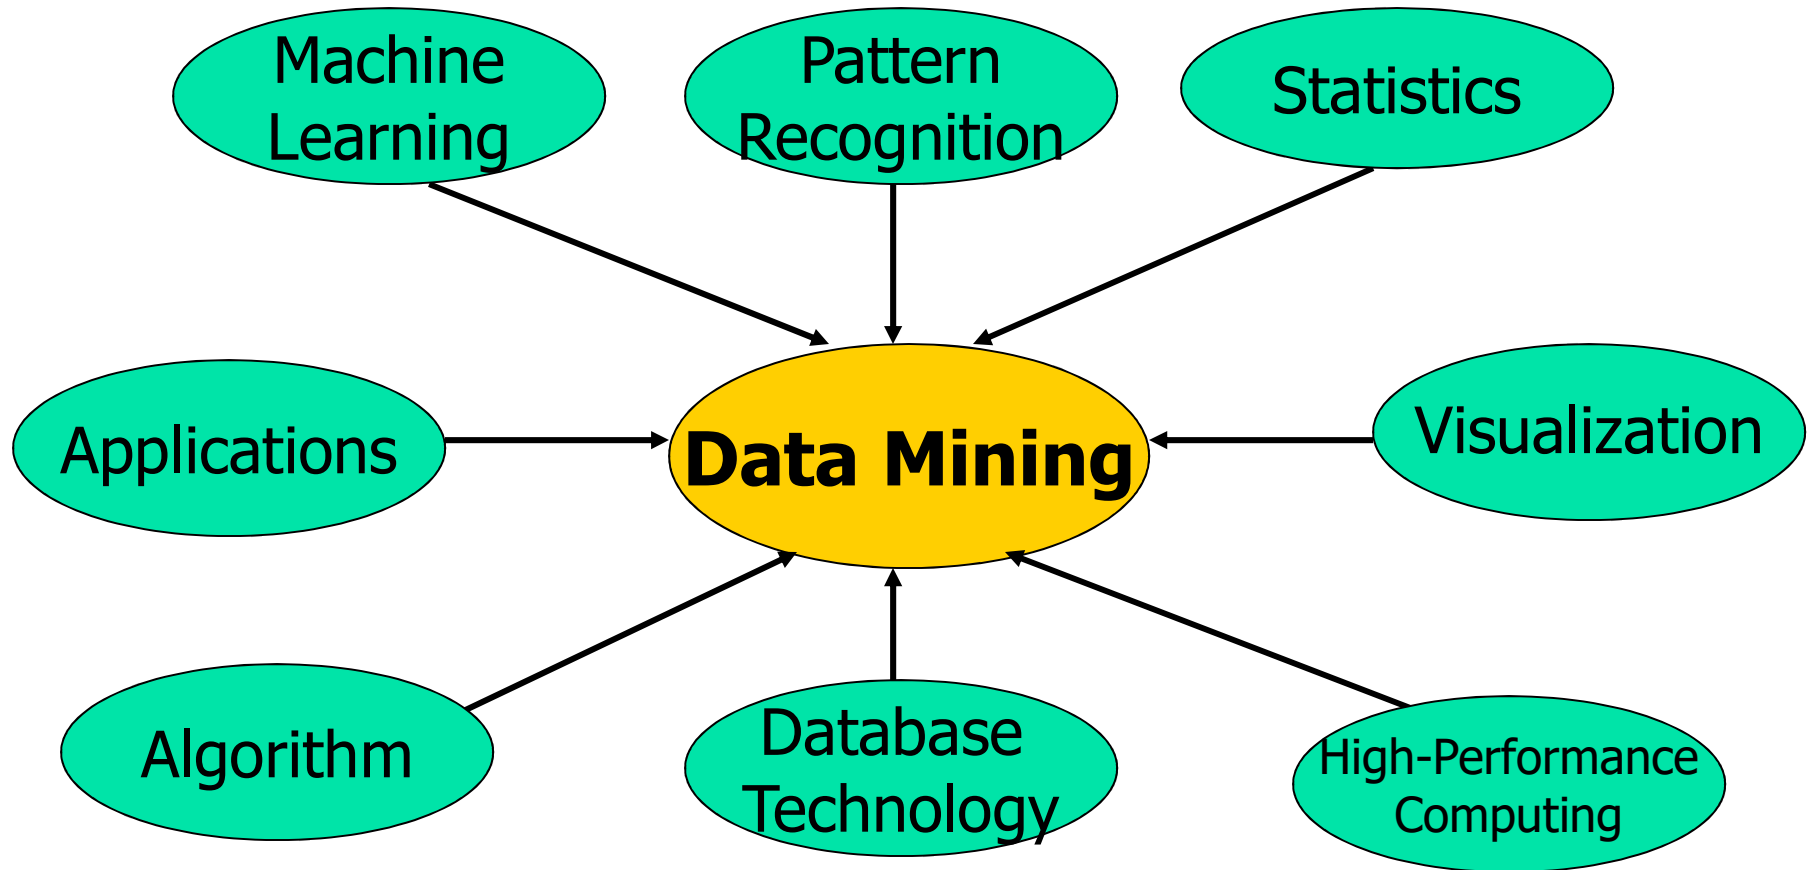 Machine
Learning
Pattern
Recognition
Statistics
Applications
Data Mining
Visualization
Algorithm
Database
Technology
High-Performance
Computing